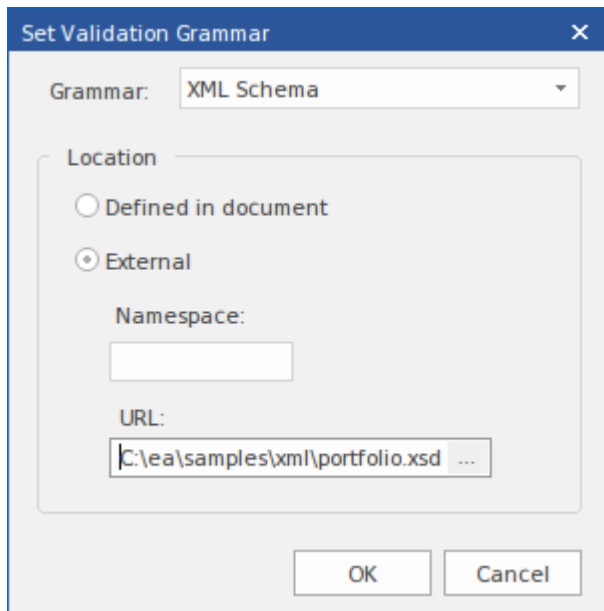 Set Validation Grammar
Grammar: XML Schema
Location
Defined in document
External
Namespace:
URL:
C:\ea\samples\xml\portfolio.xsd ...
OK Cancel